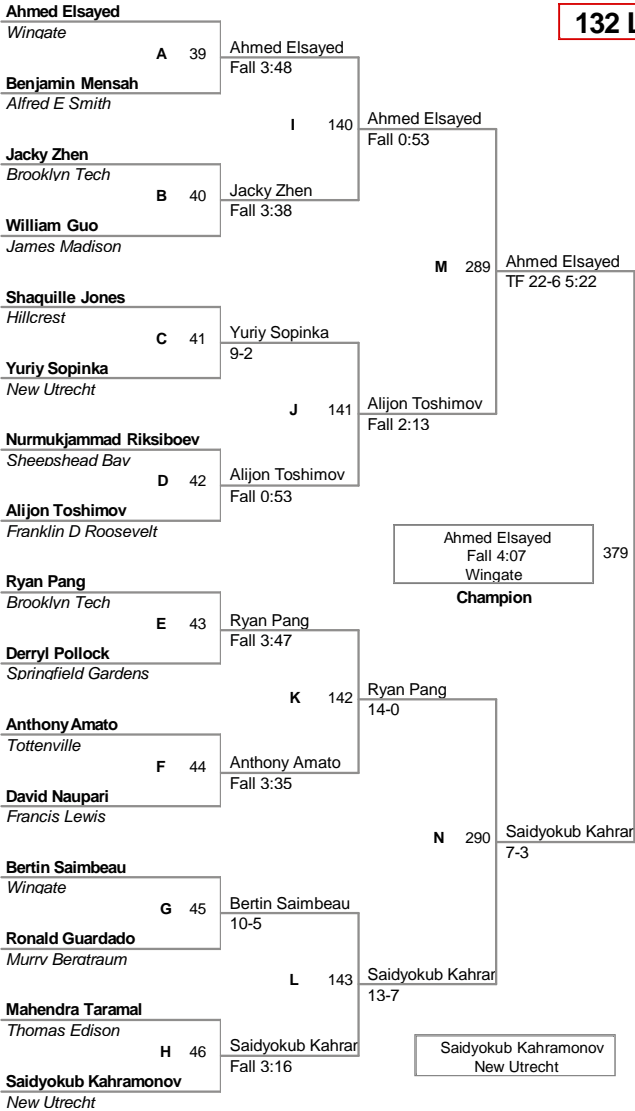 Ahmed Elsayed
Wingate
132 L
A 39
Ahmed Elsayed
Fall 3:48
Benjamin Mensah
Alfred E Smith
I 140
Ahmed Elsayed
Fall 0:53
Jacky Zhen
Brooklyn Tech
B 40
Jacky Zhen
Fall 3:38
William Guo
James Madison
M 289
Ahmed Elsayed
TF 22-6 5:22
Shaquille Jones
Hillcrest
C 41
Yuriy Sopinka
9-2
Yuriy Sopinka
New Utrecht
J 141
Alijon Toshimov
Fall 2:13
Nurmukjammad Riksiboev
Sheepshead Bay
D 42
Alijon Toshimov
Fall 0:53
Alijon Toshimov
Franklin D Roosevelt
Ahmed Elsayed
Fall 4:07
Wingate
379
Champion
Ryan Pang
Brooklyn Tech
E 43
Ryan Pang
Fall 3:47
Derryl Pollock
Springfield Gardens
K 142
Ryan Pang
14-0
Anthony Amato
Tottenville
F 44
Anthony Amato
Fall 3:35
David Naupari
Francis Lewis
N 290
Saidyokub Kahrar
7-3
Bertin Saimbeau
Wingate
G 45
Bertin Saimbeau
10-5
Ronald Guardado
Murry Bergtraum
L 143
Saidyokub Kahrar
13-7
Mahendra Taramal
Thomas Edison
H 46
Saidyokub Kahrar
Fall 3:16
Saidyokub Kahramonov
New Utrecht
Saidyokub Kahramonov
New Utrecht